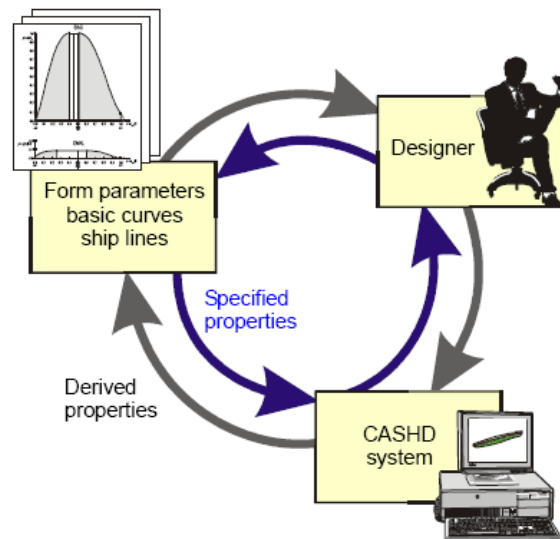 Designer
Form parameters
basic curves
ship lines
Specified
properties
Derived
properties
CASHD
system